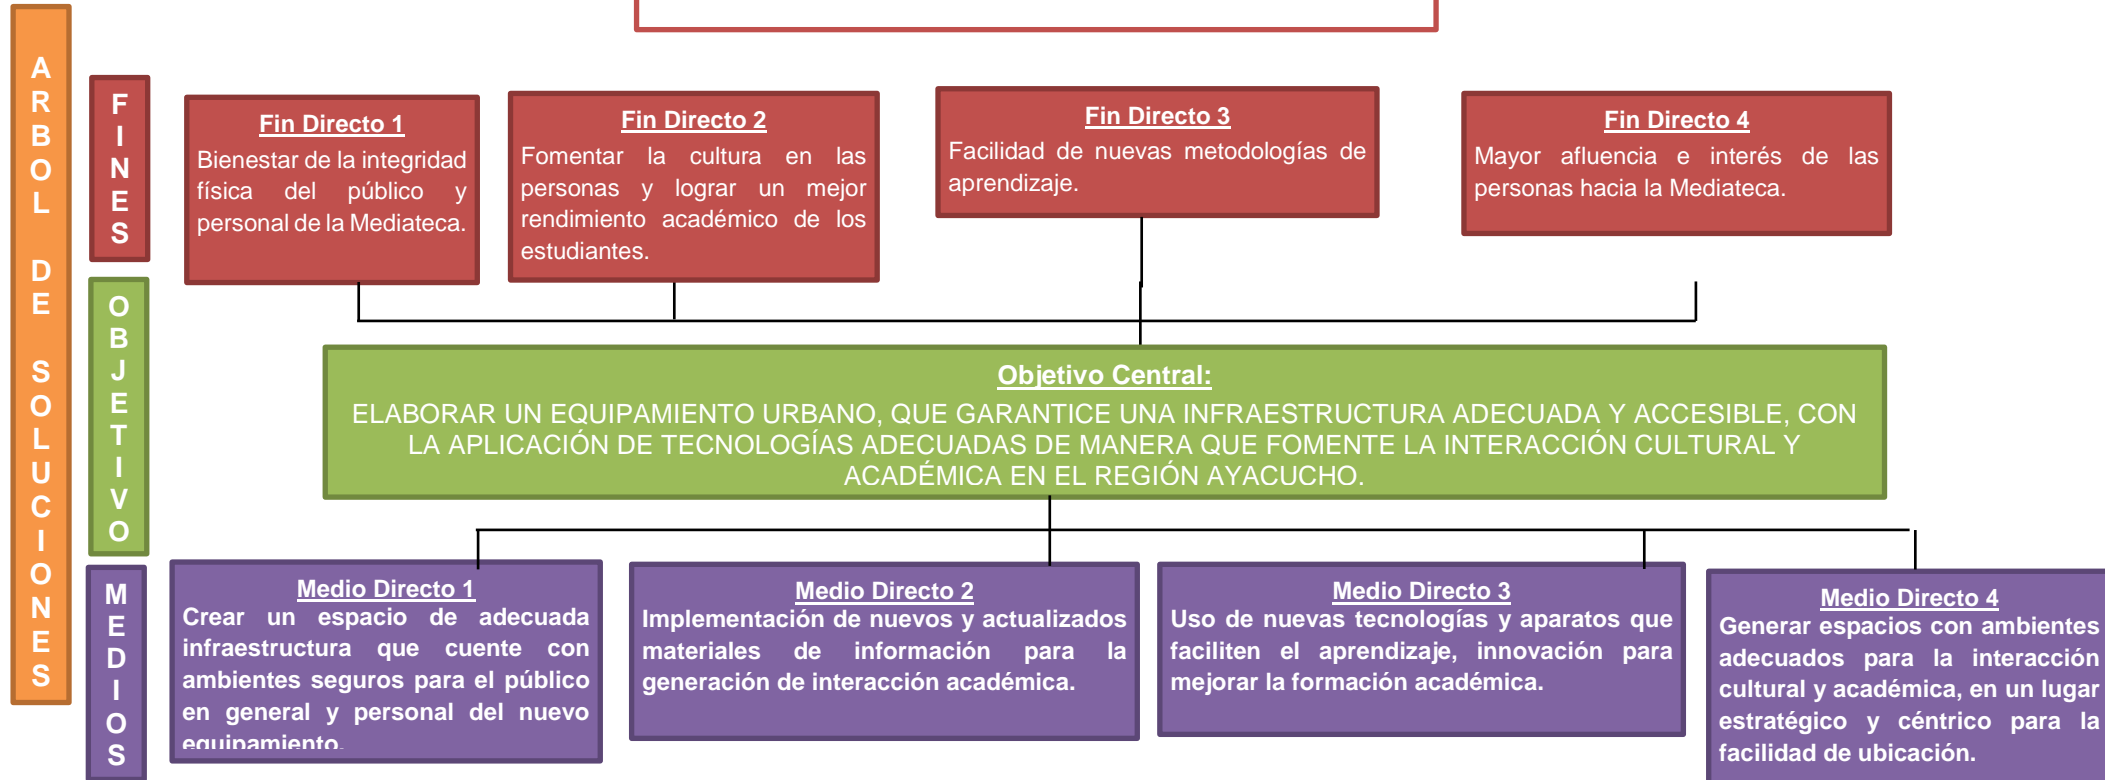 ARBOL DE SOLUCIONES
FINES
Fin Directo 1
Bienestar de la integridad
física del público y
personal de la Mediateca.
Fin Directo 2
Fomentar la cultura en las
personas y lograr un mejor
rendimiento académico de los
estudiantes.
Fin Directo 3
Facilidad de nuevas metodologías de
aprendizaje.
Fin Directo 4
Mayor afluencia e interés de las
personas hacia la Mediateca.
OBJETIVO
Objetivo Central:
ELABORAR UN EQUIPAMIENTO URBANO, QUE GARANTICE UNA INFRAESTRUCTURA ADECUADA Y ACCESIBLE, CON
LA APLICACIÓN DE TECNOLOGÍAS ADECUADAS DE MANERA QUE FOMENTE LA INTERACCIÓN CULTURAL Y
ACADÉMICA EN EL REGIÓN AYACUCHO.
MEDIOS
Medio Directo 1
Crear un espacio de adecuada
infraestructura que cuente con
ambientes seguros para el público
en general y personal del nuevo
equipamiento.
Medio Directo 2
Implementación de nuevos y actualizados
materiales de información para la
generación de interacción académica.
Medio Directo 3
Uso de nuevas tecnologías y aparatos que
faciliten el aprendizaje, innovación para
mejorar la formación académica.
Medio Directo 4
Generar espacios con ambientes
adecuados para la interacción
cultural y académica, en un lugar
estratégico y céntrico para la
facilidad de ubicación.